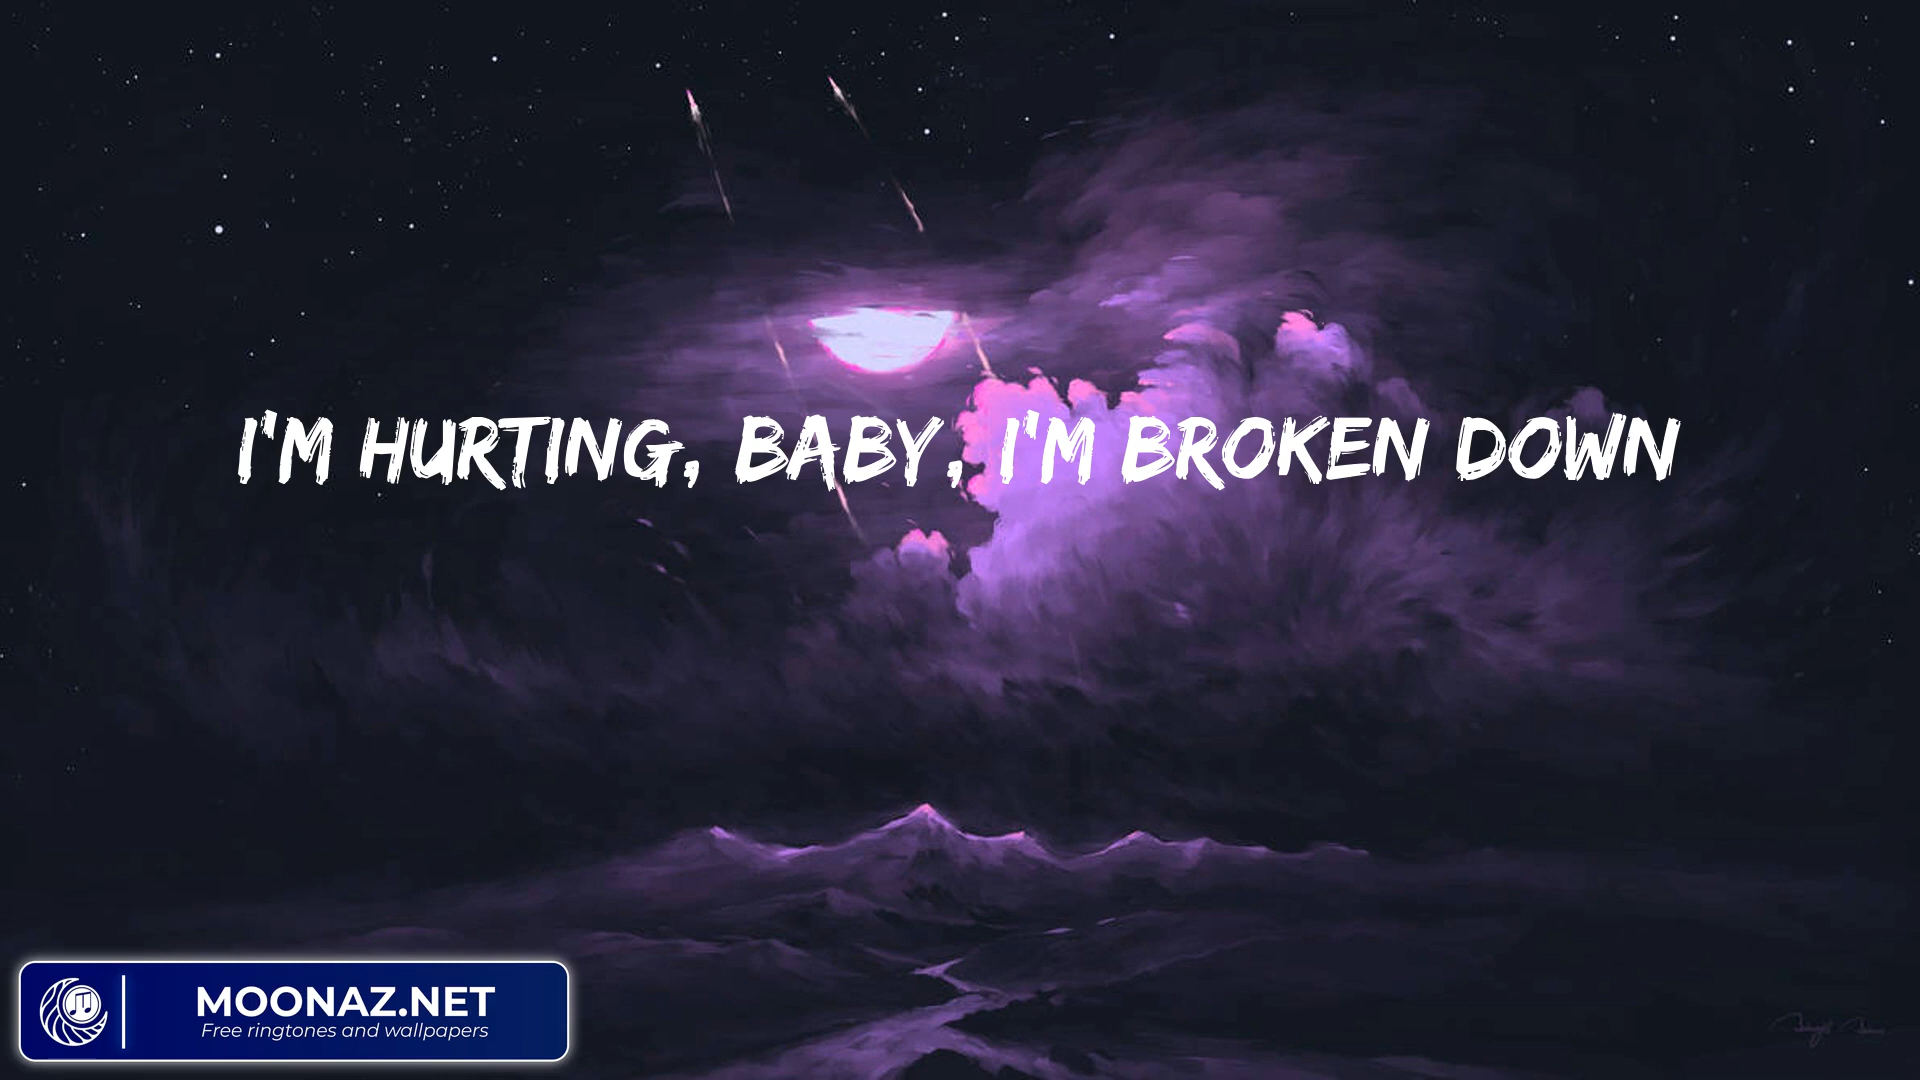 I'M HURTING, BABY, I'M BROKEN DOWN
MOONAZ.NET
Free ringtones and wallpapers